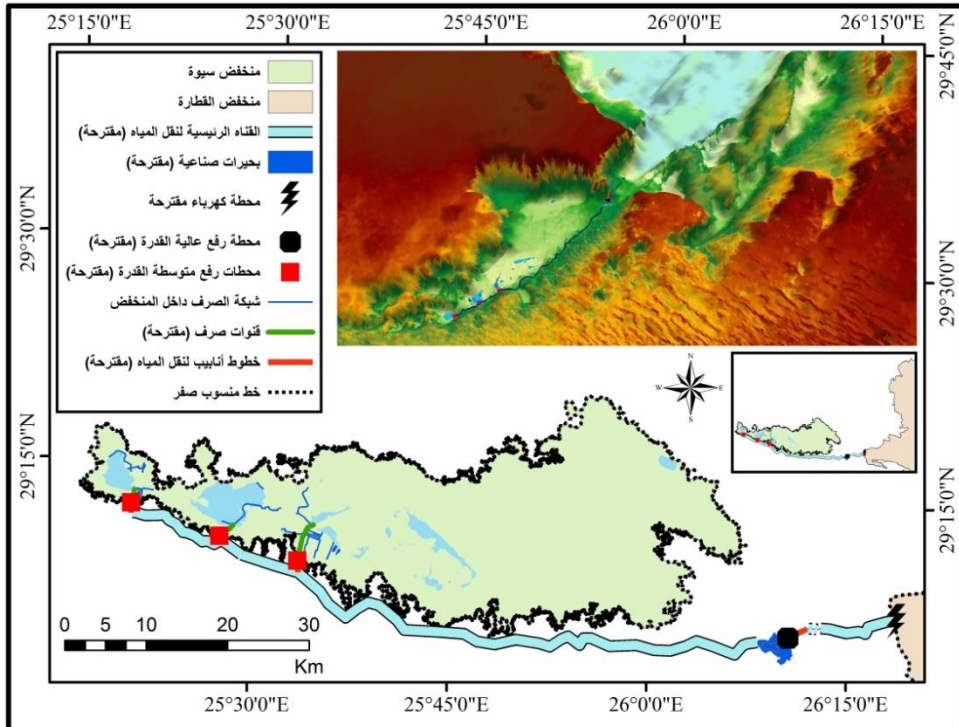 25°15'0"E 25°30'0"E 25°45'0"E 26°0'0"E 26°15'0"E
29°45'0"N
29°30'0"N
29°15'0"N
29°30'0"N
29°15'0"N
منخفض سيوة
منخفض القطارة
القناه الرئيسية لنقل المياه (مقترحة)
بحيرات صناعية (مقترحة)
محطة كهرباء مقترحة
محطة رفع عالية القدرة (مقترحة)
محطات رفع متوسطة القدرة (مقترحة)
شبكة الصرف داخل المنخفض
قنوات صرف (مقترحة)
خطوط أنابيب لنقل المياه (مقترحة)
خط منسوب صفر
N
W E
S
0 5 10 20 30
Km
25°30'0"E 25°45'0"E 26°0'0"E 26°15'0"E